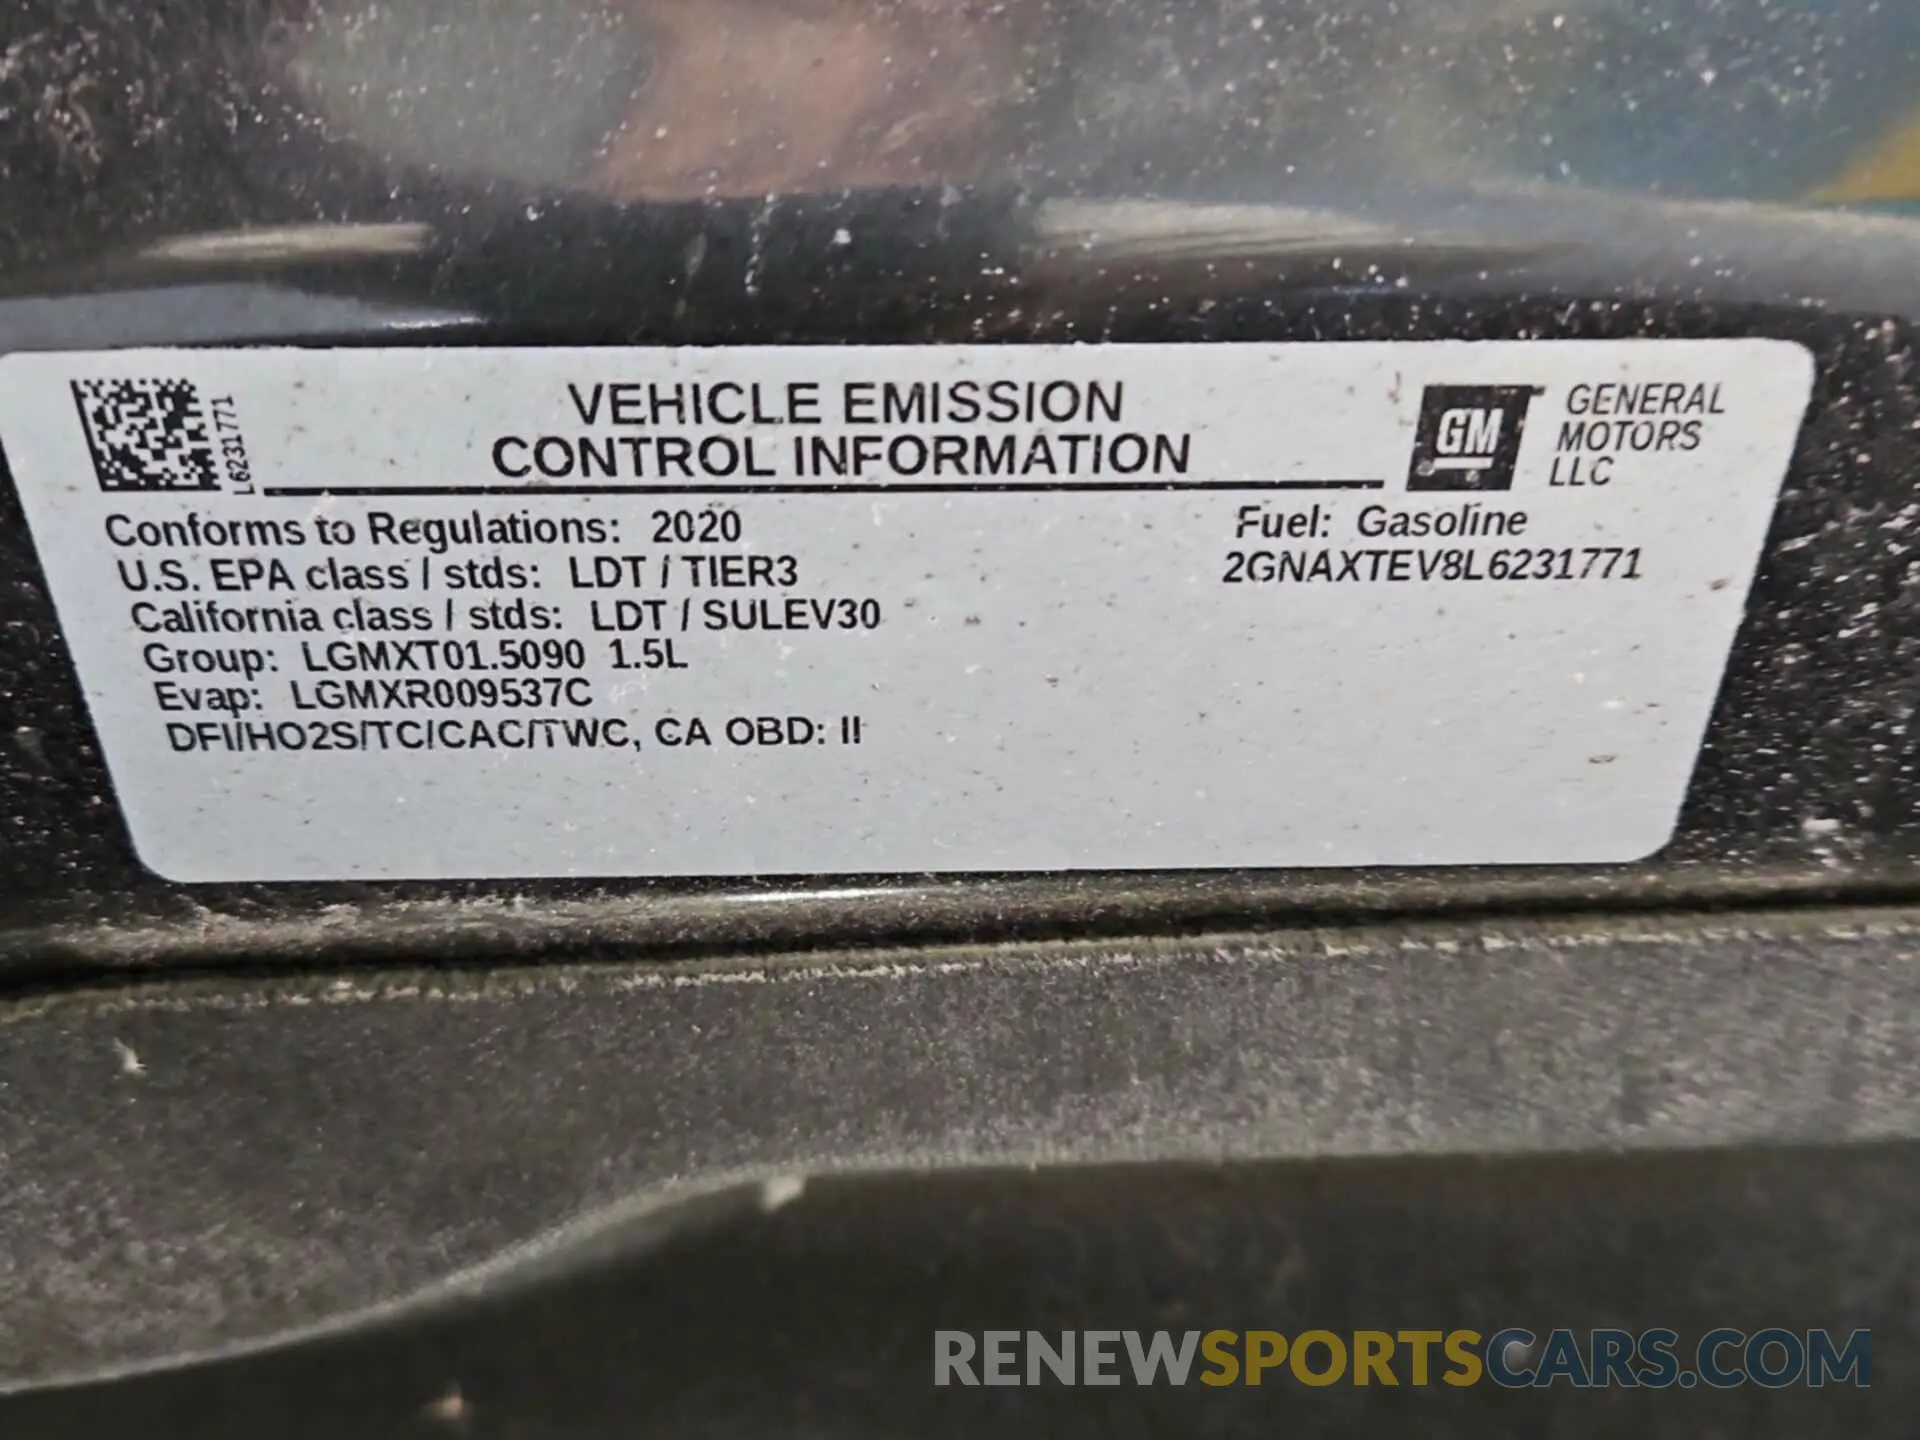 L6231771
VEHICLE EMISSION
CONTROL INFORMATION
GM
GENERAL
MOTORS
LLC
Conforms to Regulations: 2020
U.S. EPA class / stds: LDT / TIER3
California class / stds: LDT / SULEV30
Group: LGMXT01.5090 1.5L
Evap: LGMXR009537C
DFI/HO2S/TC/CAC/TWC, CA OBD: II
Fuel: Gasoline
2GNAXTEV8L6231771
RENEWSPORTSCARS.COM